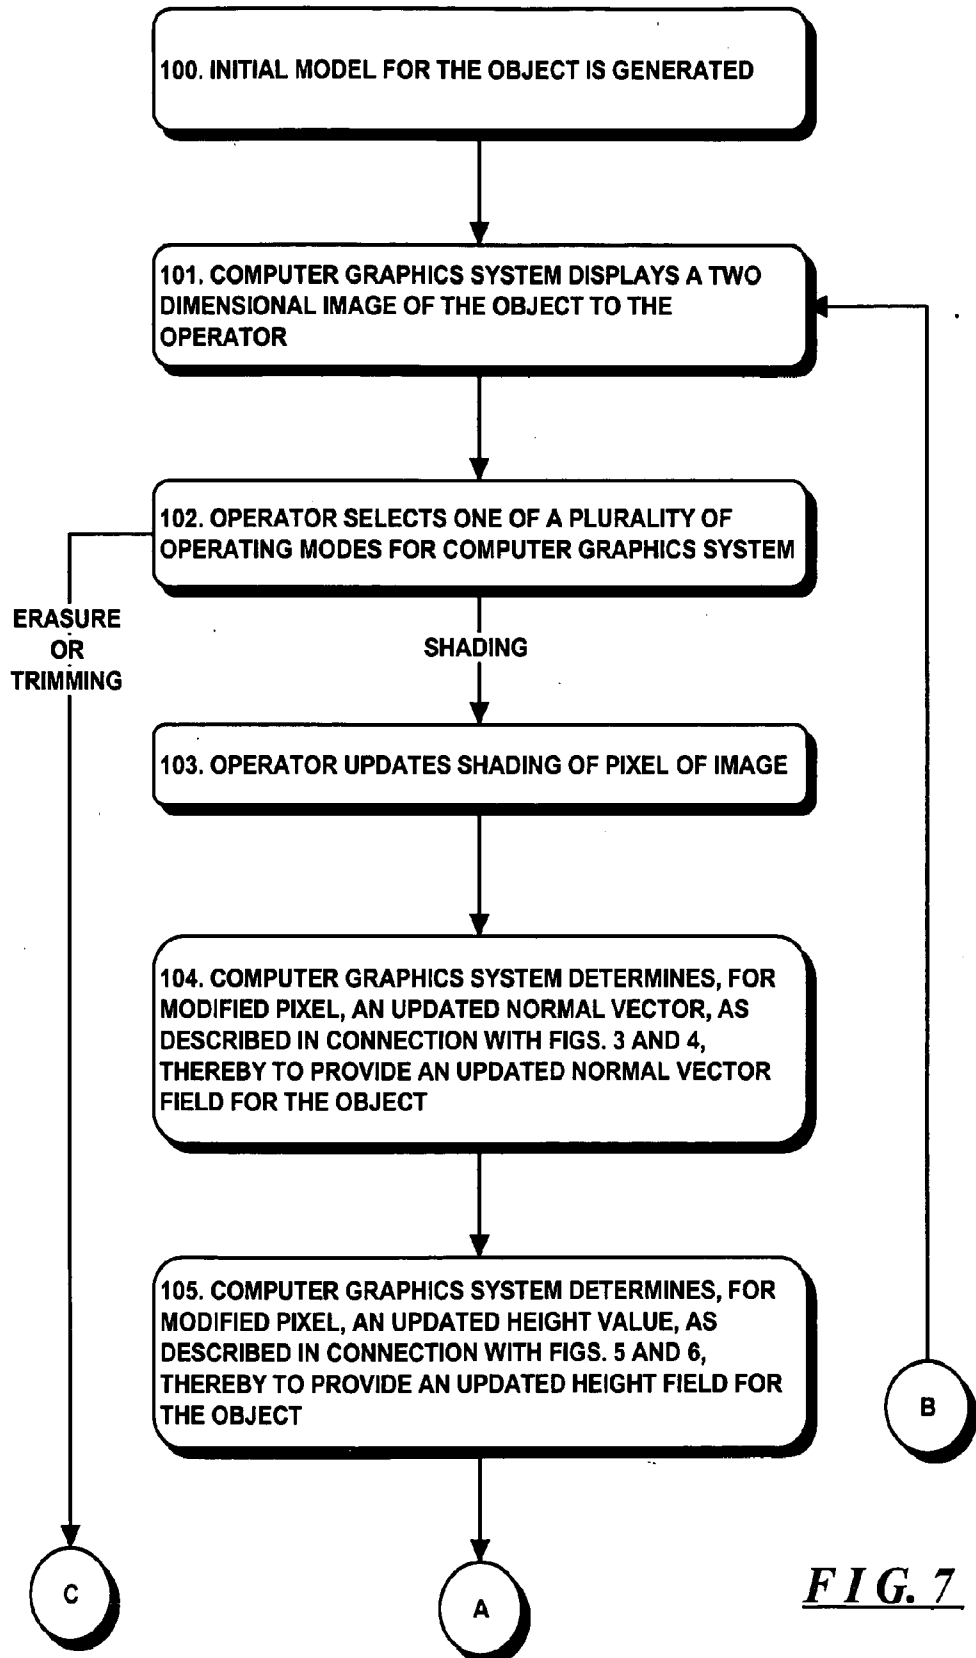 100. INITIAL MODEL FOR THE OBJECT IS GENERATED
101. COMPUTER GRAPHICS SYSTEM DISPLAYS A TWO
DIMENSIONAL IMAGE OF THE OBJECT TO THE
OPERATOR
102. OPERATOR SELECTS ONE OF A PLURALITY OF
OPERATING MODES FOR COMPUTER GRAPHICS SYSTEM
ERASURE
OR
TRIMMING
SHADING
103. OPERATOR UPDATES SHADING OF PIXEL OF IMAGE
104. COMPUTER GRAPHICS SYSTEM DETERMINES, FOR
MODIFIED PIXEL, AN UPDATED NORMAL VECTOR, AS
DESCRIBED IN CONNECTION WITH FIGS. 3 AND 4,
THEREBY TO PROVIDE AN UPDATED NORMAL VECTOR
FIELD FOR THE OBJECT
105. COMPUTER GRAPHICS SYSTEM DETERMINES, FOR
MODIFIED PIXEL, AN UPDATED HEIGHT VALUE, AS
DESCRIBED IN CONNECTION WITH FIGS. 5 AND 6,
THEREBY TO PROVIDE AN UPDATED HEIGHT FIELD FOR
THE OBJECT
B
C
A
FIG. 7